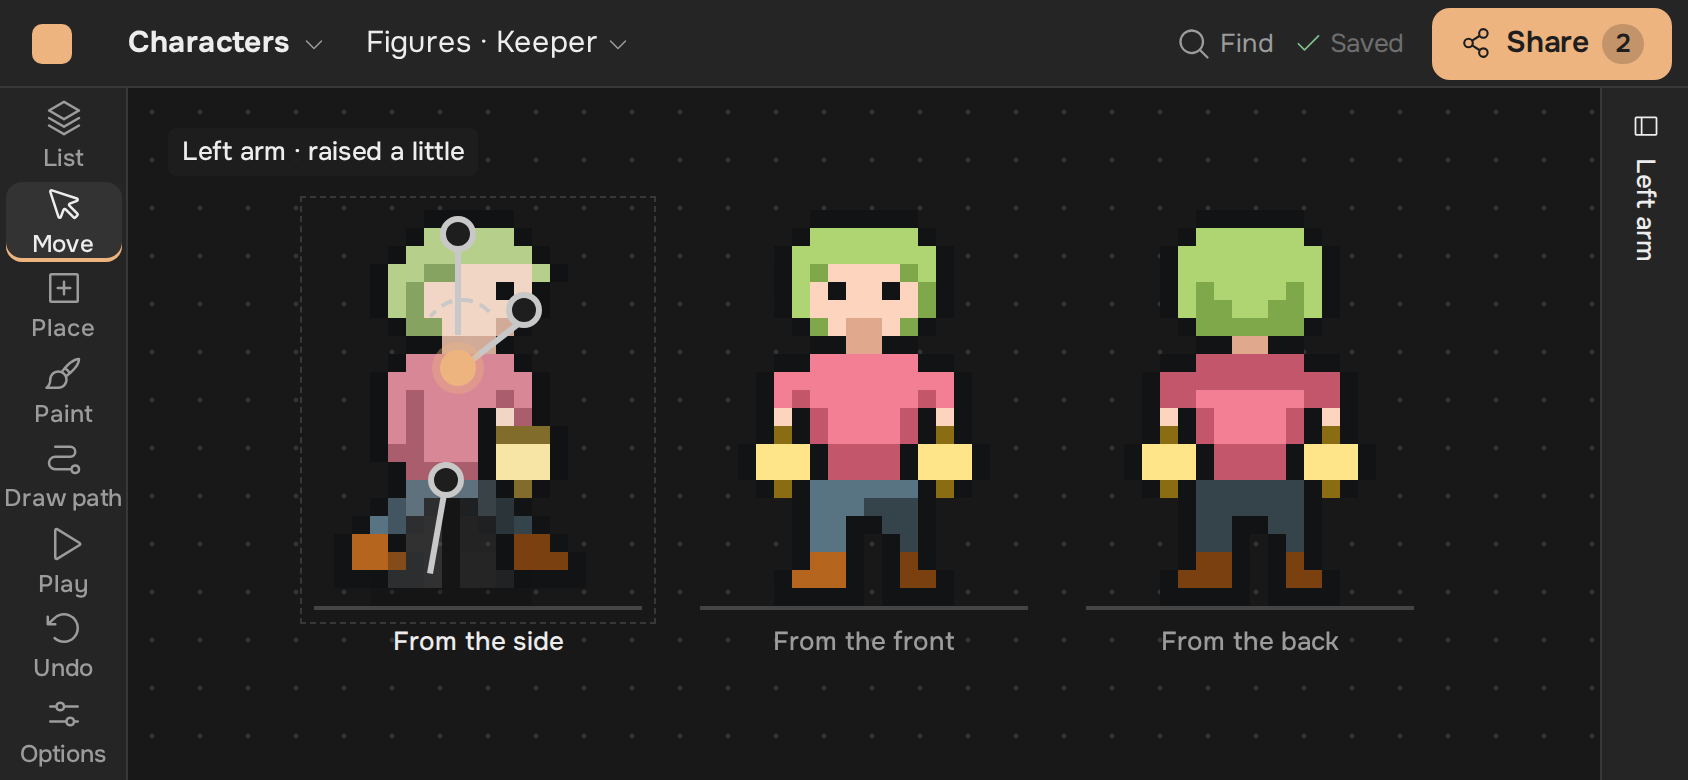 Characters
Figures · Keeper
Find
Saved
Share 2
List
Move
Place
Paint
Draw path
Play
Undo
Options
Left arm · raised a little
From the side
From the front
From the back
Left arm